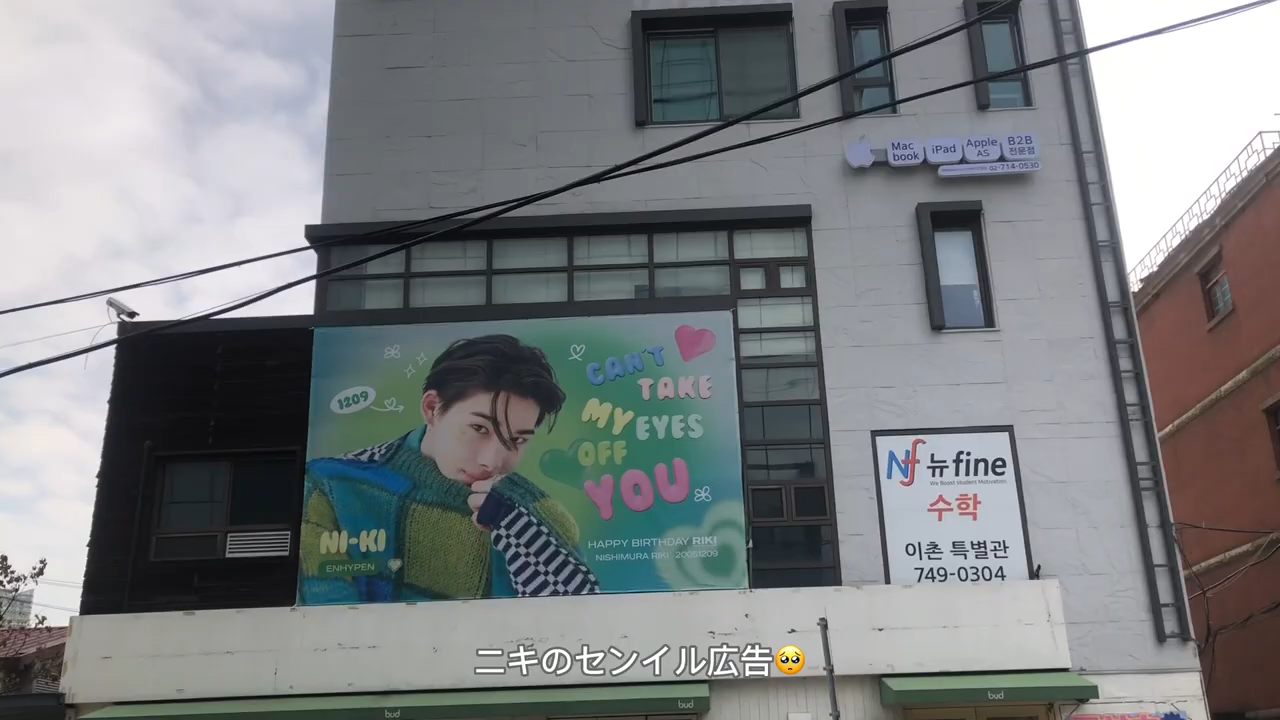 Mac book
iPad
Apple AS
B2B 전문점
02-714-0530
1209
CAN'T
TAKE
MY
EYES
OFF
YOU
HAPPY BIRTHDAY RIKI
NISHIMURA RIKI 20051209
NI-KI
ENHYPEN
Nf 뉴fine
We Boost Student Motivation
수학
이촌 특별관
749-0304
ニキのセンイル広告🥺
bud
bud
bud